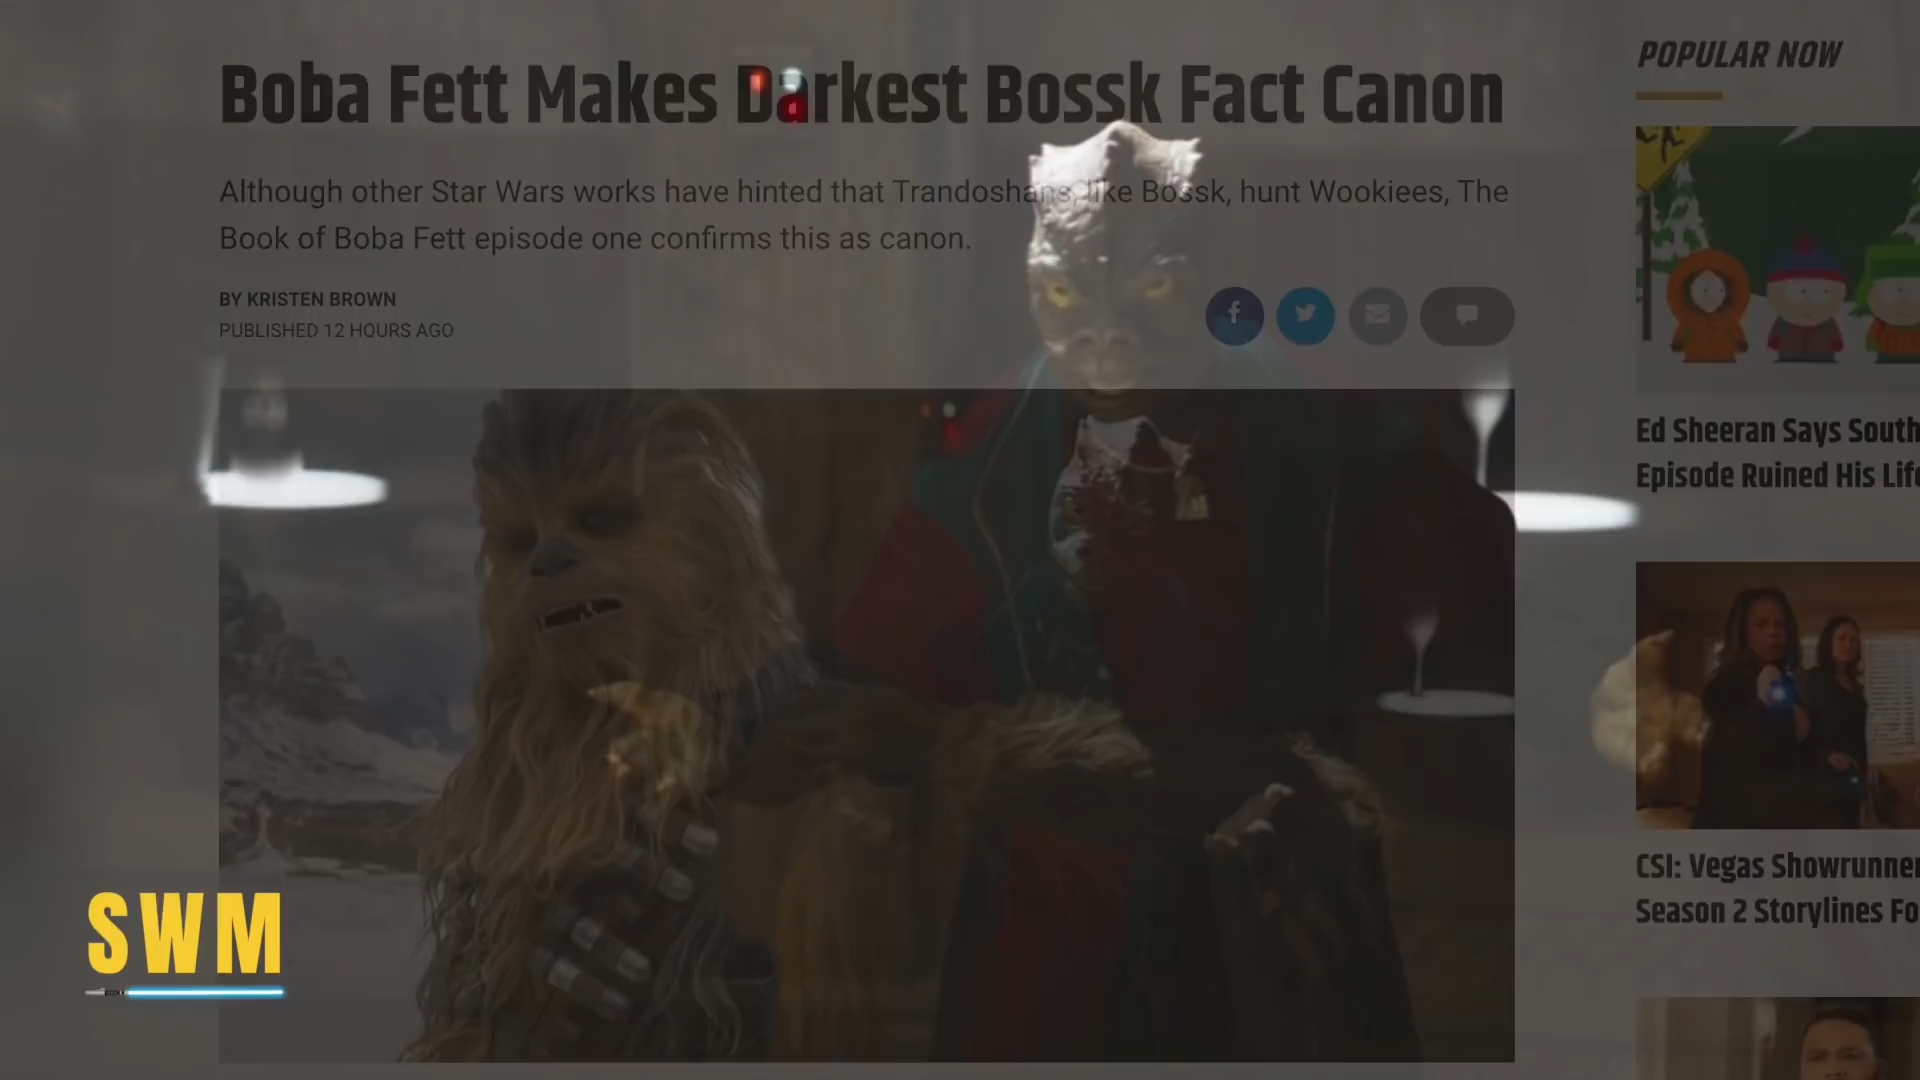 Boba Fett Makes Darkest Bossk Fact Canon
Although other Star Wars works have hinted that Trandoshans, like Bossk, hunt Wookiees, The
Book of Boba Fett episode one confirms this as canon.
BY KRISTEN BROWN
PUBLISHED 12 HOURS AGO
POPULAR NOW
Ed Sheeran Says South
Episode Ruined His Life
CSI: Vegas Showrunner
Season 2 Storylines Fo
SWM